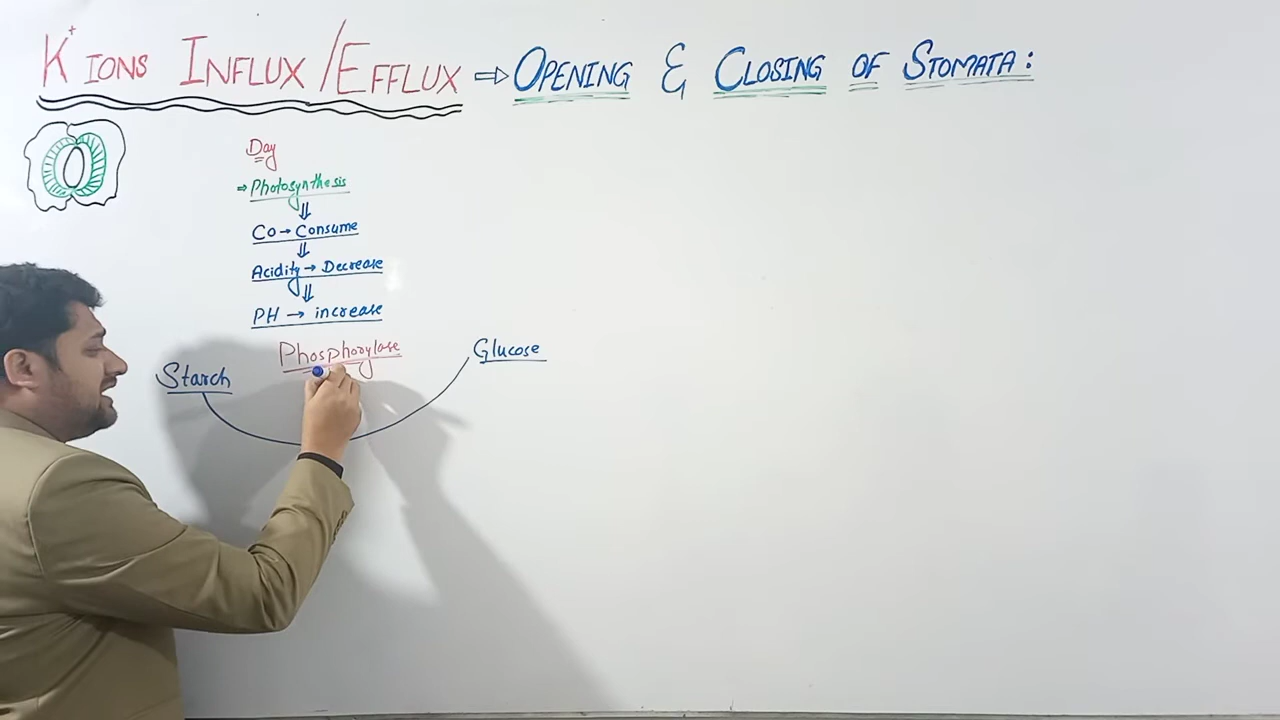 K+ IONS INFLUX/EFFLUX ⇒ OPENING & CLOSING OF STOMATA:
Day
⇒ Photosynthesis
⇓
Co → Consume
⇓
Acidity → Decrease
⇓
PH → increase
Phosphorylase
Glucose
Starch